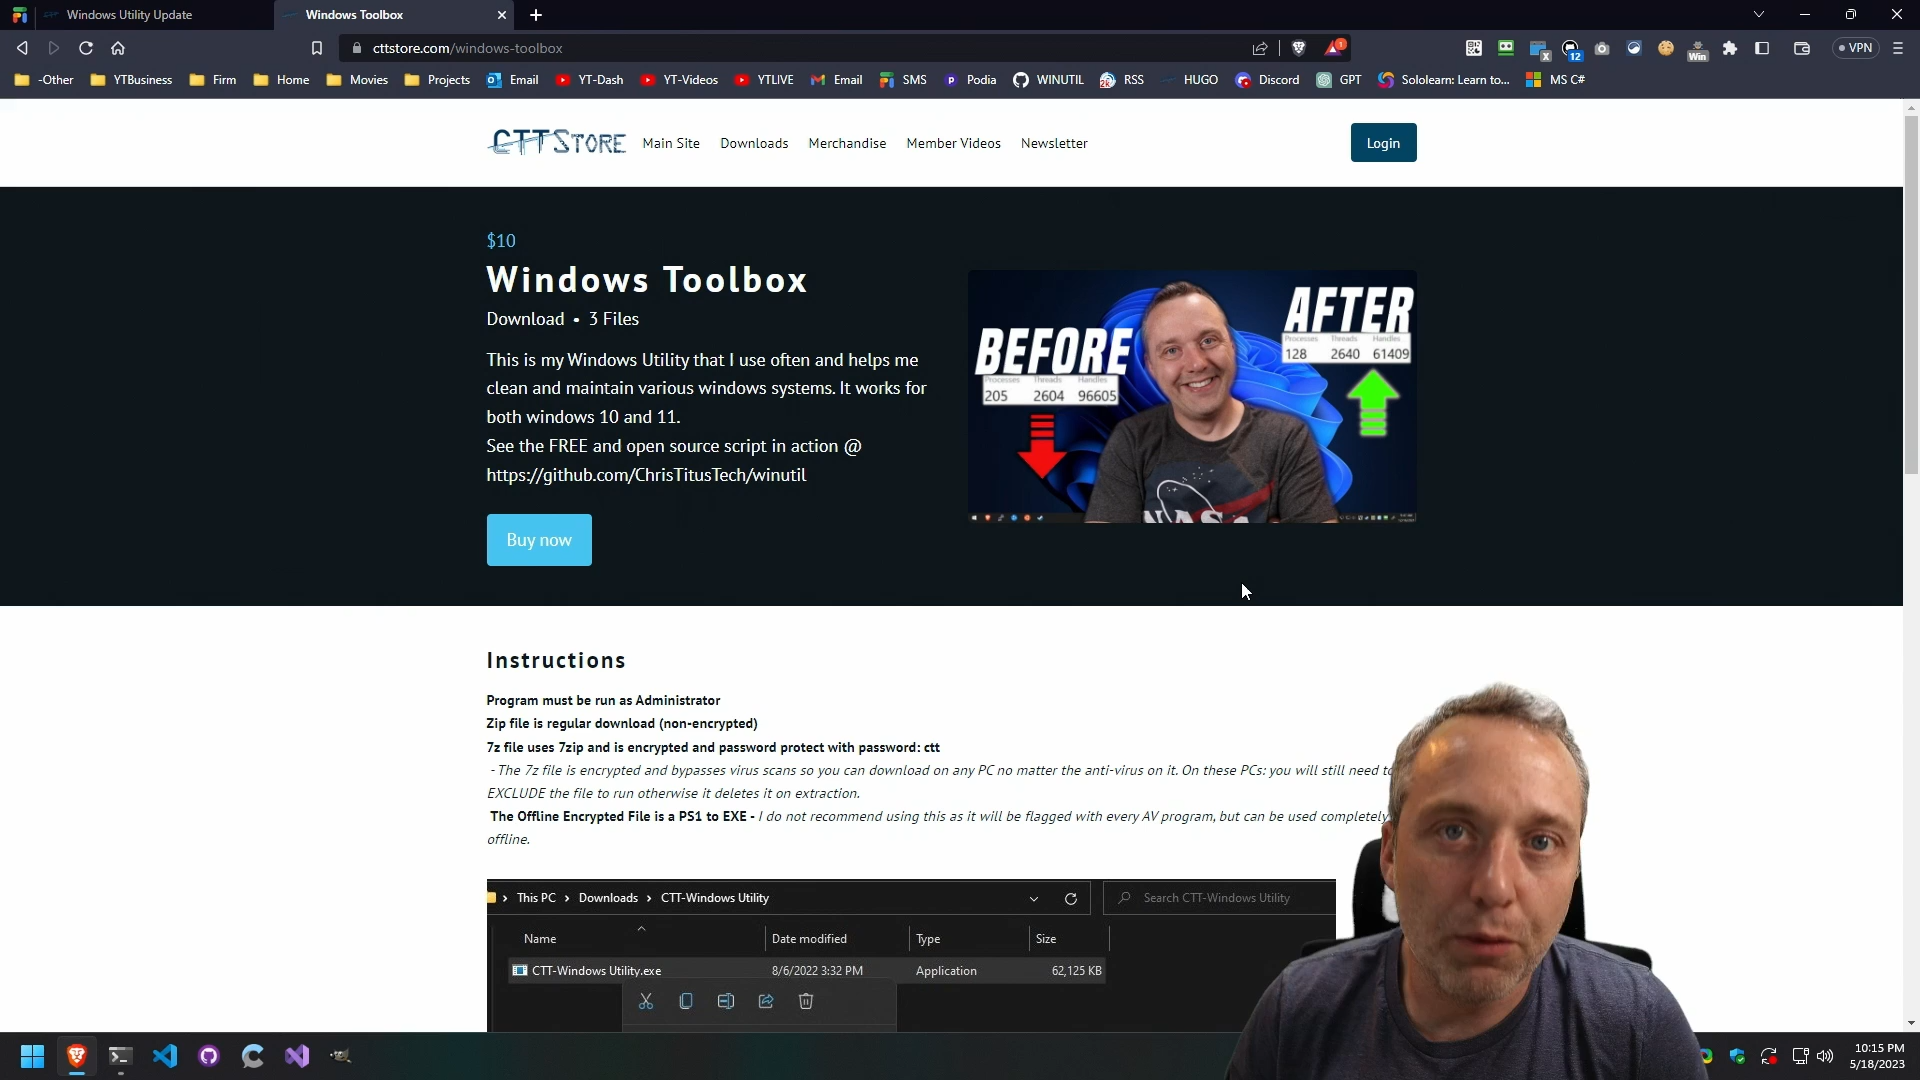 Windows Utility Update
Windows Toolbox
cttstore.com/windows-toolbox
1
X
12
Win
VPN
-Other
YTBusiness
Firm
Home
Movies
Projects
Email
YT-Dash
YT-Videos
YTLIVE
Email
SMS
Podia
WINUTIL
RSS
HUGO
Discord
GPT
Sololearn: Learn to...
MS C#
CTTSTORE
Main Site
Downloads
Merchandise
Member Videos
Newsletter
Login
$10
Windows Toolbox
Download • 3 Files
This is my Windows Utility that I use often and helps me
clean and maintain various windows systems. It works for
both windows 10 and 11.
See the FREE and open source script in action @
https://github.com/ChrisTitusTech/winutil
Buy now
BEFORE
Processes Threads Handles
205 2604 96605
AFTER
Processes Threads Handles
128 2640 61409
NASA
Instructions
Program must be run as Administrator
Zip file is regular download (non-encrypted)
7z file uses 7zip and is encrypted and password protect with password: ctt
- The 7z file is encrypted and bypasses virus scans so you can download on any PC no matter the anti-virus on it. On these PCs: you will still need to
EXCLUDE the file to run otherwise it deletes it on extraction.
The Offline Encrypted File is a PS1 to EXE - I do not recommend using this as it will be flagged with every AV program, but can be used completely
offline.
This PC > Downloads > CTT-Windows Utility
Search CTT-Windows Utility
Name
Date modified
Type
Size
CTT-Windows Utility.exe
8/6/2022 3:32 PM
Application
62,125 KB
10:15 PM
5/18/2023